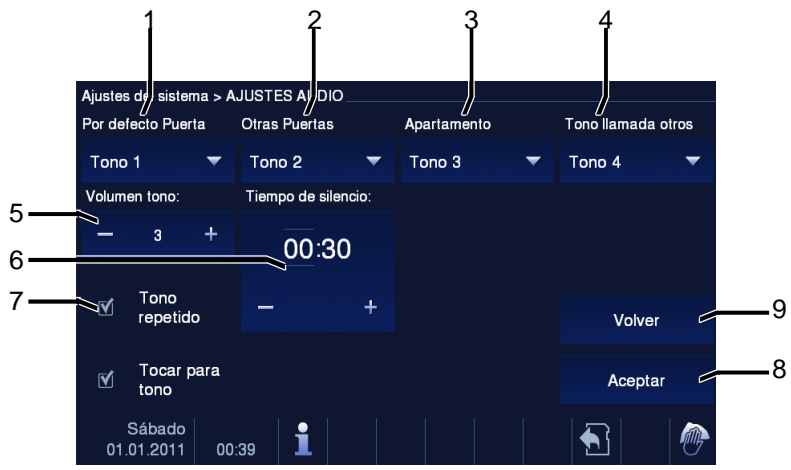 1 2 3 4
Ajustes del sistema > AJUSTES AUDIO
Por defecto Puerta Otras Puertas Apartamento Tono llamada otros
Tono 1 Tono 2 Tono 3 Tono 4
Volumen tono: Tiempo de silencio:
5
− 3 +
00:30
6
7
Tono
repetido
− +
Volver
9
Tocar para
tono
Aceptar
8
Sábado
01.01.2011 00:39